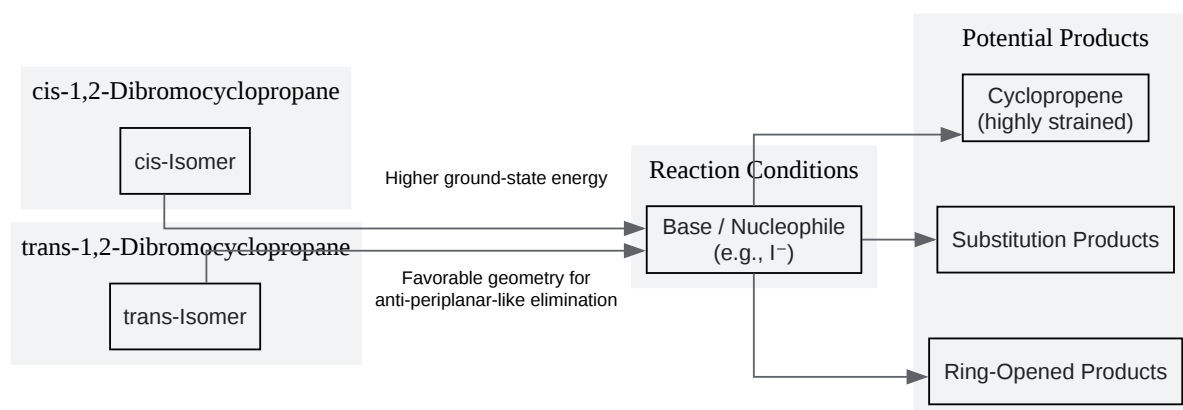 cis-1,2-Dibromocyclopropane
cis-Isomer
trans-1,2-Dibromocyclopropane
trans-Isomer
Higher ground-state energy
Favorable geometry for
anti-periplanar-like elimination
Reaction Conditions
Base / Nucleophile
(e.g., I⁻)
Potential Products
Cyclopropene
(highly strained)
Substitution Products
Ring-Opened Products